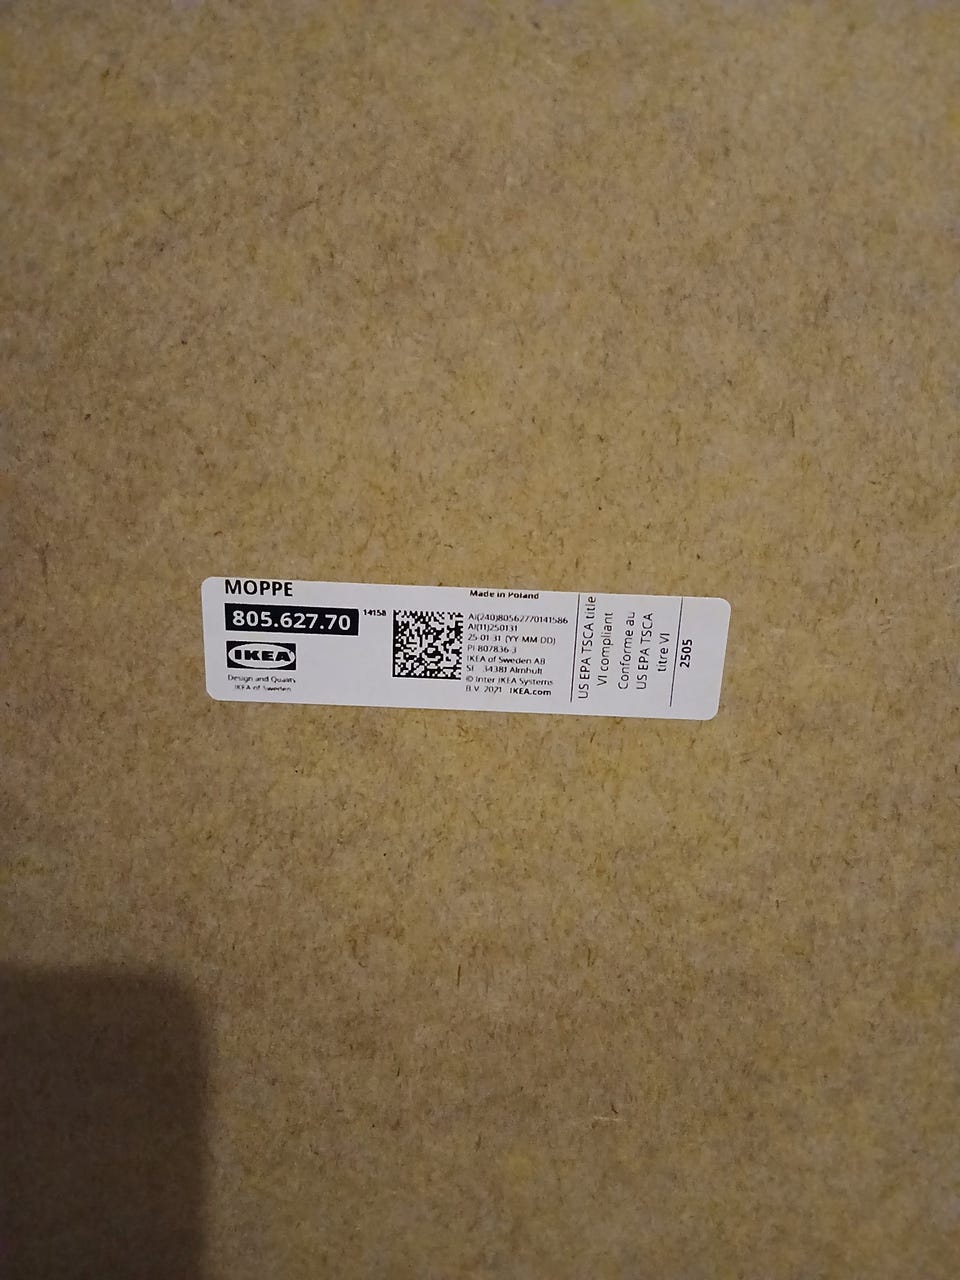 MOPPE
805.627.70
14158
IKEA
Design and Quality
IKEA of Sweden
Made in Poland
AI(240)80562770141586
AI(11)250131
25-01-31 (YY-MM-DD)
PI-807836-3
IKEA of Sweden AB
SE - 34381 Älmhult
© Inter IKEA Systems
B.V. 2021 IKEA.com
US EPA TSCA title
VI compliant
Conforme au
US EPA TSCA
titre VI
2505